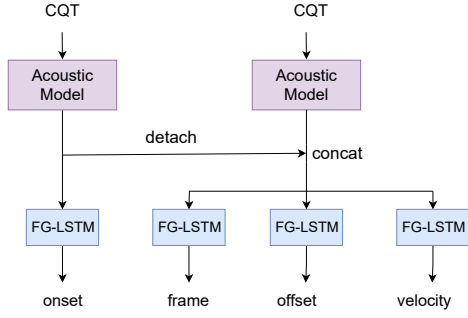 CQT
CQT
Acoustic
Model
Acoustic
Model
detach
concat
FG-LSTM
FG-LSTM
FG-LSTM
FG-LSTM
onset
frame
offset
velocity